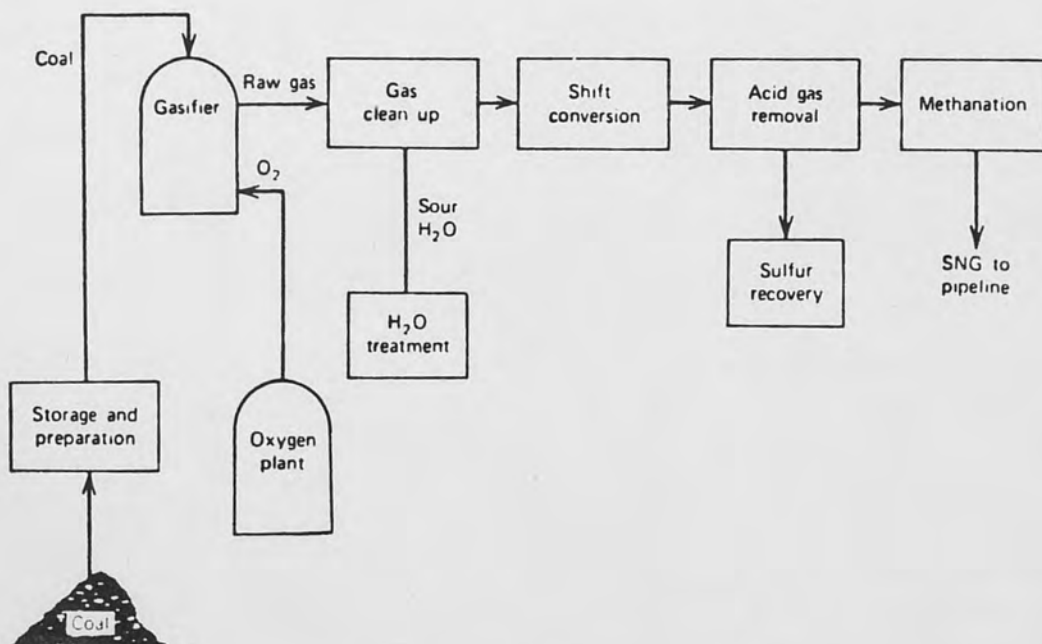 Coal
Gasifier
Raw gas
Gas
clean up
Shift
conversion
Acid gas
removal
Methanation
O₂
Sour
H₂O
Sulfur
recovery
SNG to
pipeline
H₂O
treatment
Storage and
preparation
Oxygen
plant
Coal